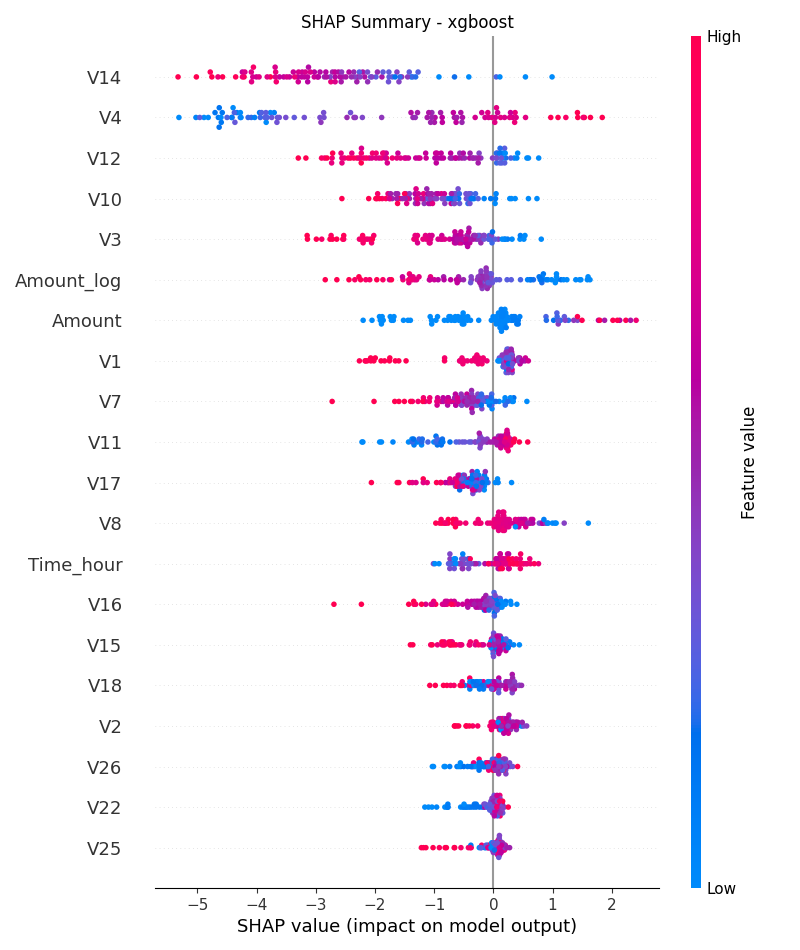 SHAP Summary - xgboost
High
V14
V4
V12
V10
V3
Amount_log
Amount
V1
V7
V11
V17
V8
Time_hour
V16
V15
V18
V2
V26
V22
V25
Feature value
Low
−5 −4 −3 −2 −1 0 1 2
SHAP value (impact on model output)